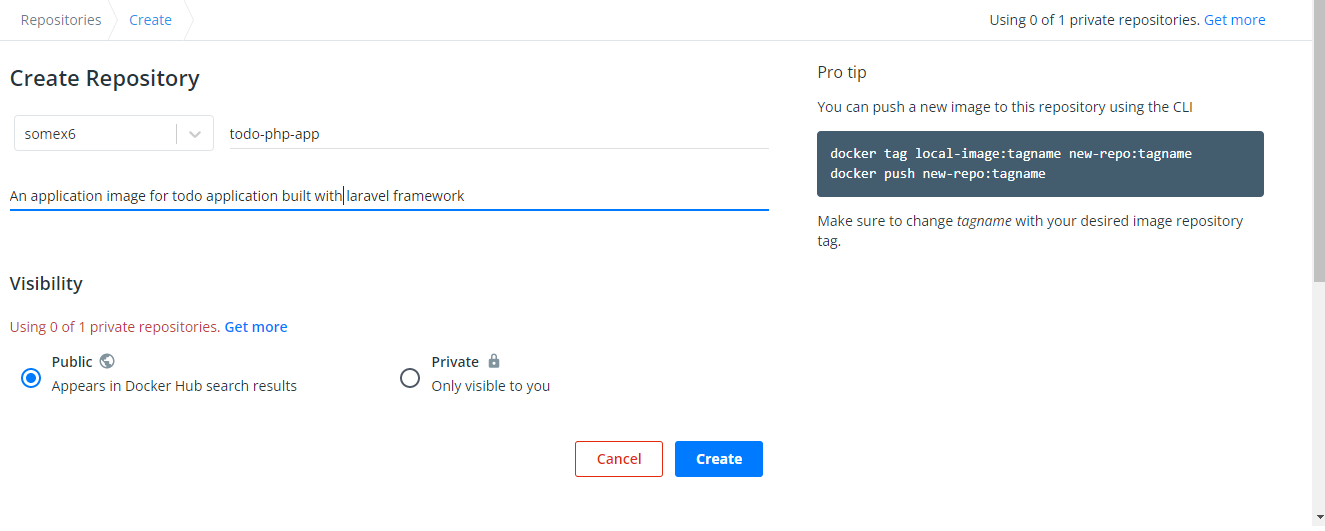 Repositories Create Using 0 of 1 private repositories. Get more
Create Repository
somex6 todo-php-app
An application image for todo application built with laravel framework
Visibility
Using 0 of 1 private repositories. Get more
Public Private
Appears in Docker Hub search results Only visible to you
Cancel Create
Pro tip
You can push a new image to this repository using the CLI
docker tag local-image:tagname new-repo:tagname
docker push new-repo:tagname
Make sure to change tagname with your desired image repository
tag.